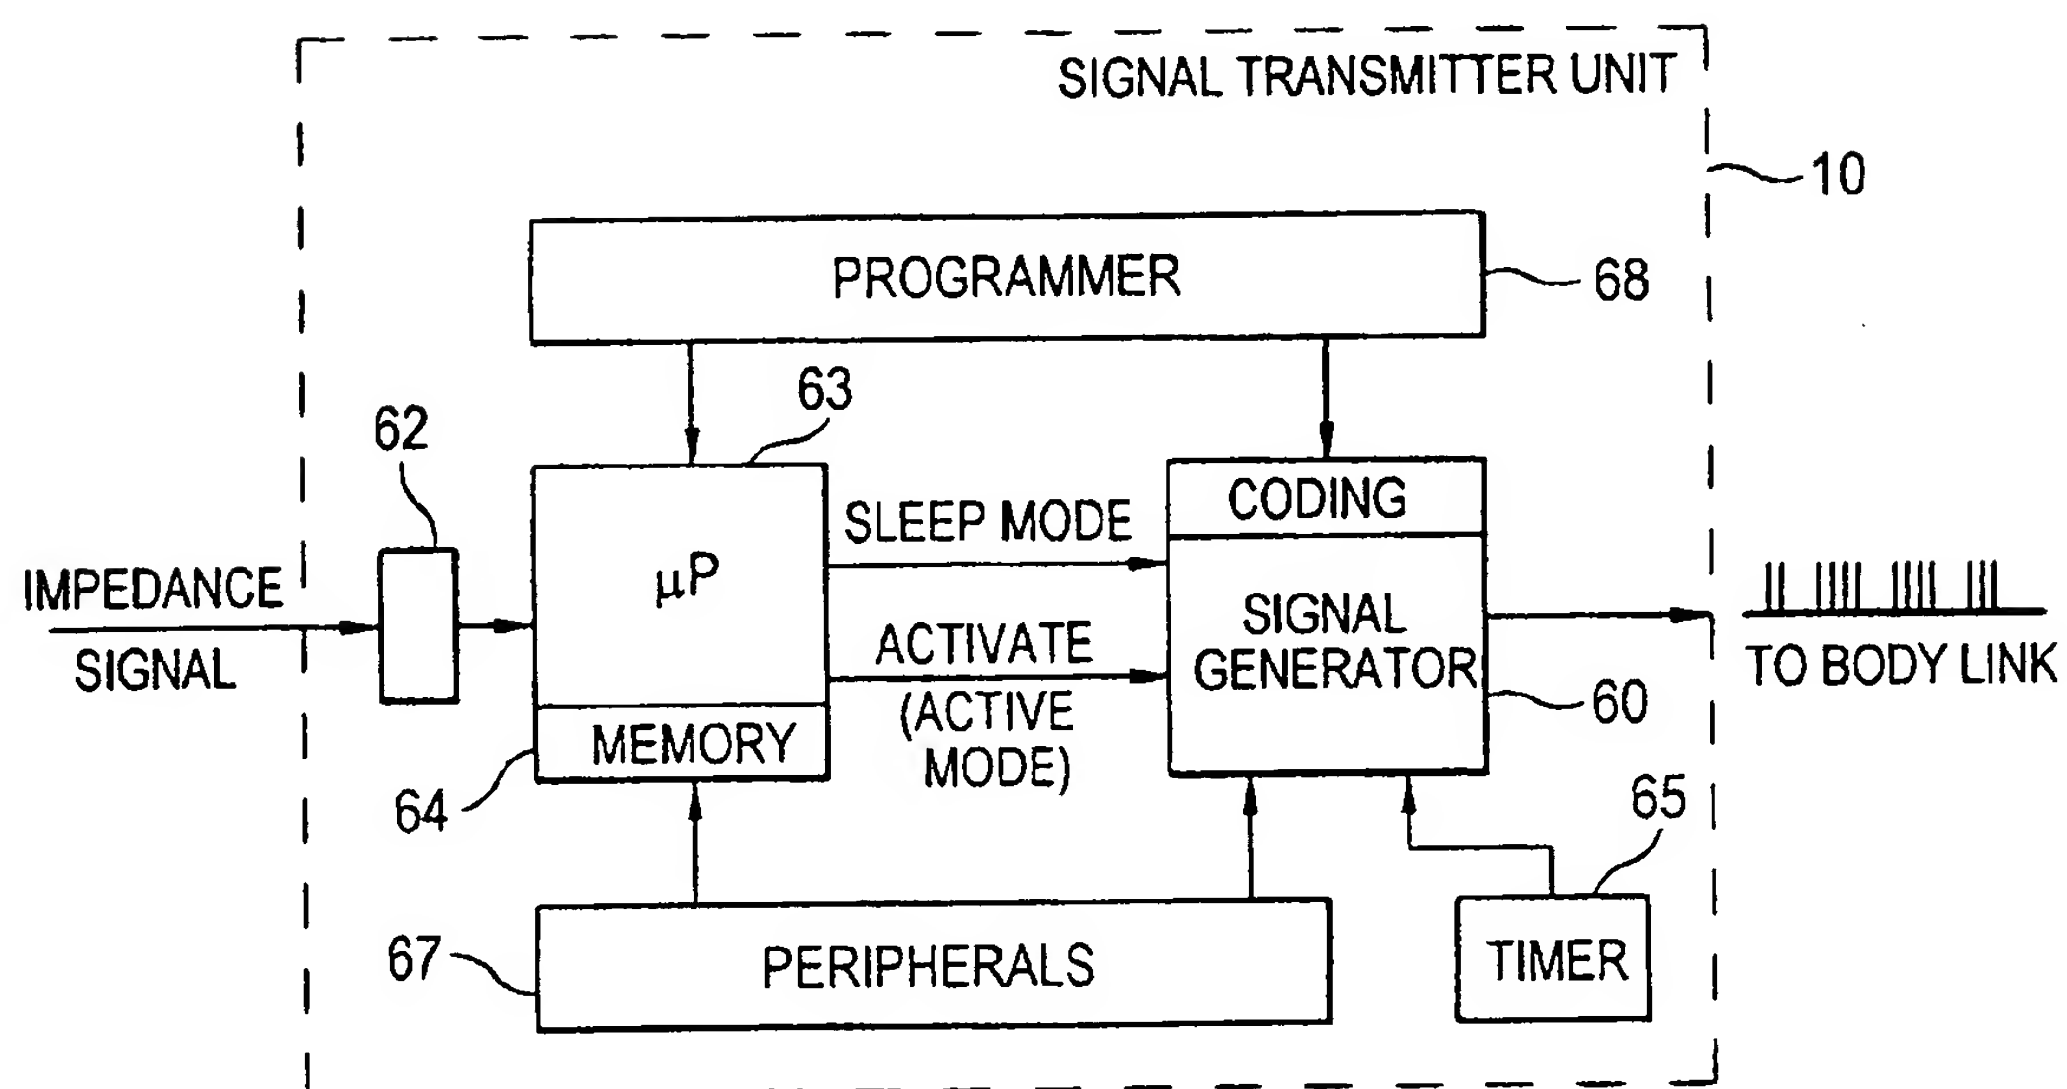 SIGNAL TRANSMITTER UNIT
10
PROGRAMMER
68
63
62
CODING
SLEEP MODE
μP
IMPEDANCE
SIGNAL
SIGNAL
GENERATOR
ACTIVATE
(ACTIVE
MODE)
TO BODY LINK
60
MEMORY
64
65
67
PERIPHERALS
TIMER